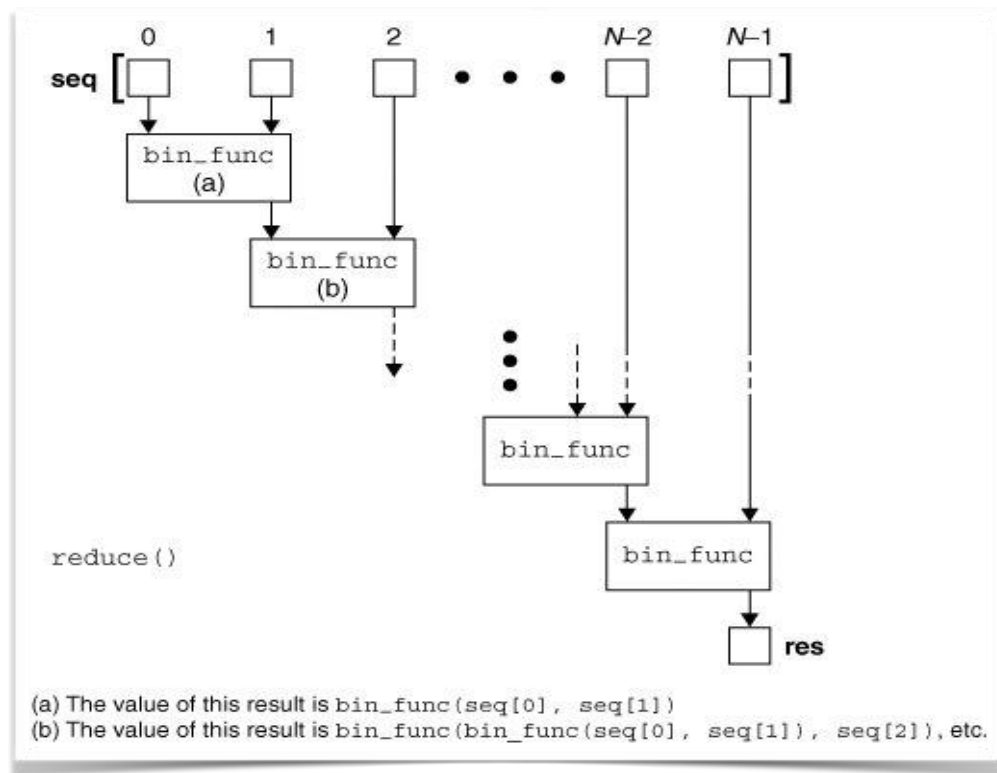 0 1 2 N–2 N–1
seq [ ]
bin_func
(a)
bin_func
(b)
bin_func
reduce() bin_func
res
(a) The value of this result is bin_func(seq[0], seq[1])
(b) The value of this result is bin_func(bin_func(seq[0], seq[1]), seq[2]), etc.